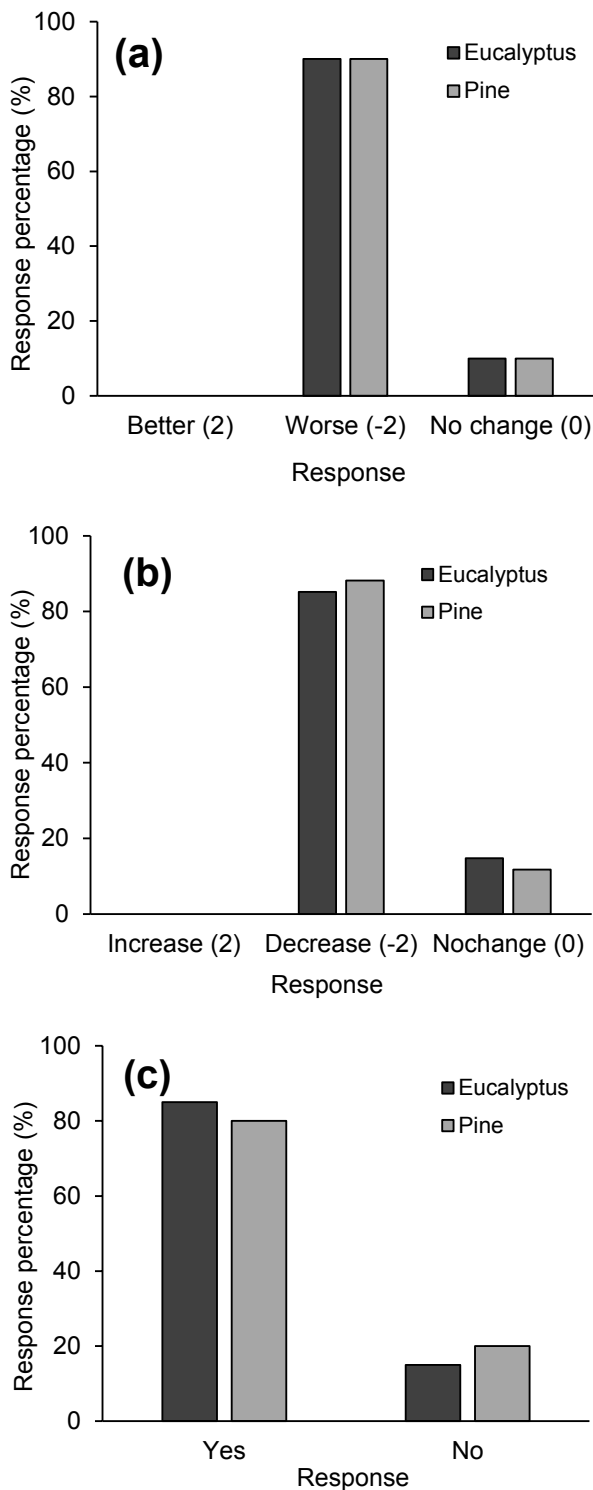 (a)
Eucalyptus
Pine
Response percentage (%)
80
60
40
20
0
Better (2) Worse (-2) No change (0)
Response
100
(b)
Eucalyptus
Pine
Response percentage (%)
80
60
40
20
0
Increase (2) Decrease (-2) Nochange (0)
Response
100
(c)
Eucalyptus
Pine
Response percentage (%)
80
60
40
20
0
Yes No
Response